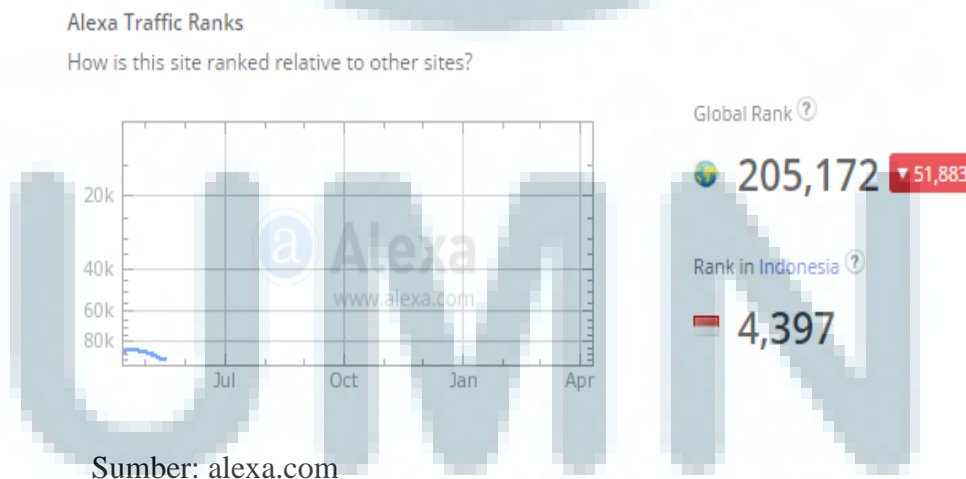 Alexa Traffic Ranks
How is this site ranked relative to other sites?
Global Rank ?
205,172 ▼ 51,883
20k
a Alexa
www.alexa.com
40k
60k
80k
Jul Oct Jan Apr
Rank in Indonesia ?
4,397
UMN
Sumber: alexa.com